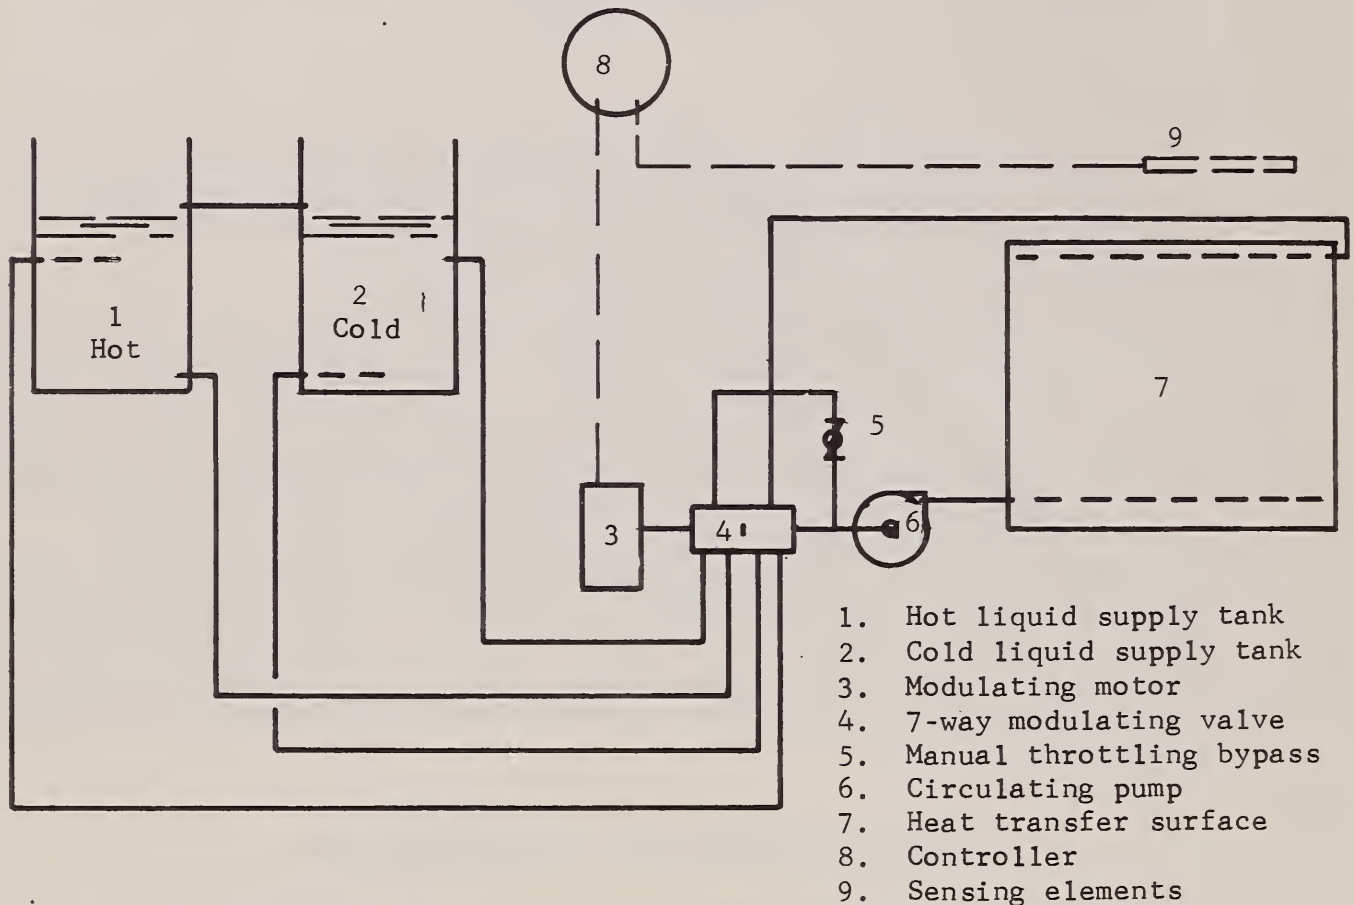 8
9
2
Cold
1
Hot
7
5
3
4
6
1. Hot liquid supply tank
2. Cold liquid supply tank
3. Modulating motor
4. 7-way modulating valve
5. Manual throttling bypass
6. Circulating pump
7. Heat transfer surface
8. Controller
9. Sensing elements